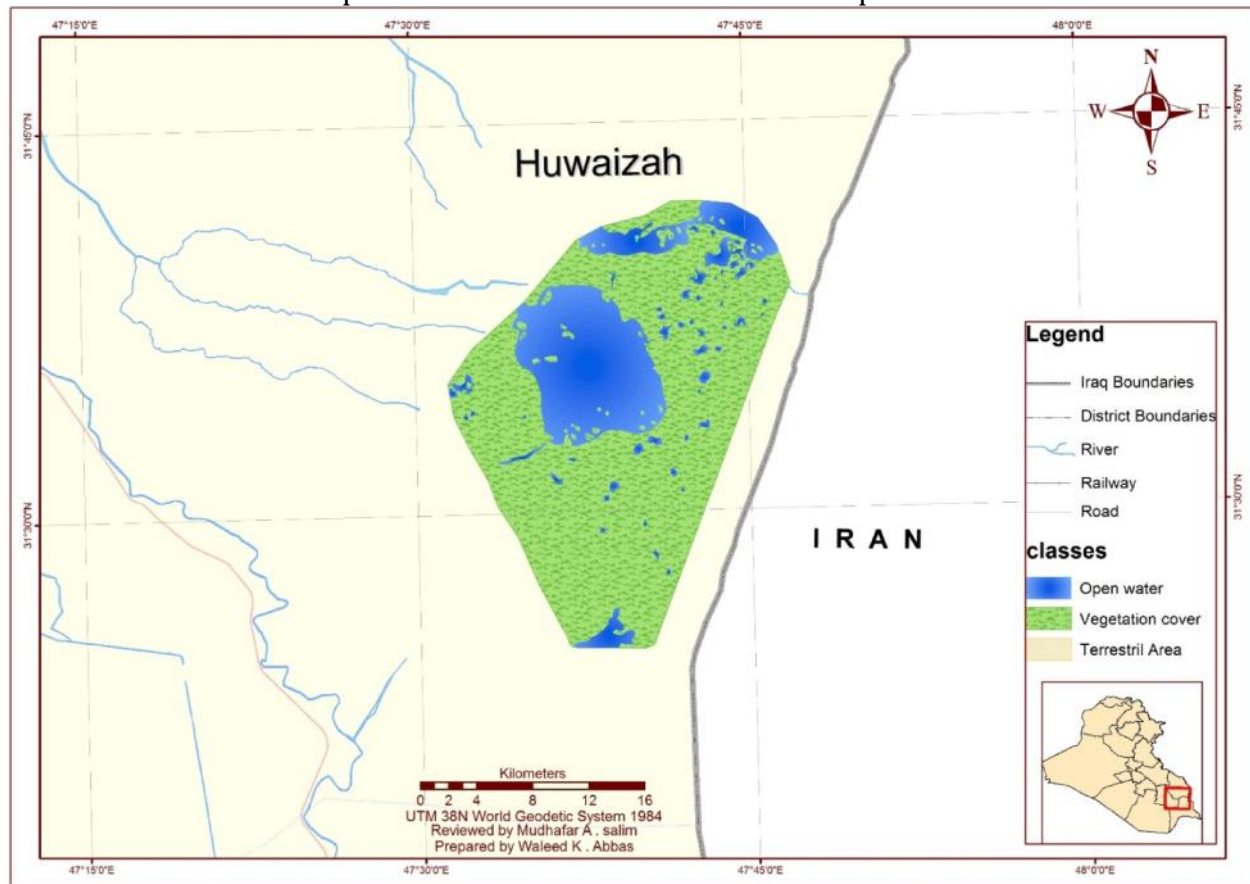 47°15'0"E
47°30'0"E
47°45'0"E
48°0'0"E
N
W E
S
31°45'0"N
31°45'0"N
Huwaizah
Legend
Iraq Boundaries
District Boundaries
River
Railway
Road
31°30'0"N
31°30'0"N
IRAN
classes
Open water
Vegetation cover
Terrestril Area
Kilometers
0 2 4 8 12 16
UTM 38N World Geodetic System 1984
Reviewed by Mudhafar A . salim
Prepared by Waleed K . Abbas
47°15'0"E
47°30'0"E
47°45'0"E
48°0'0"E